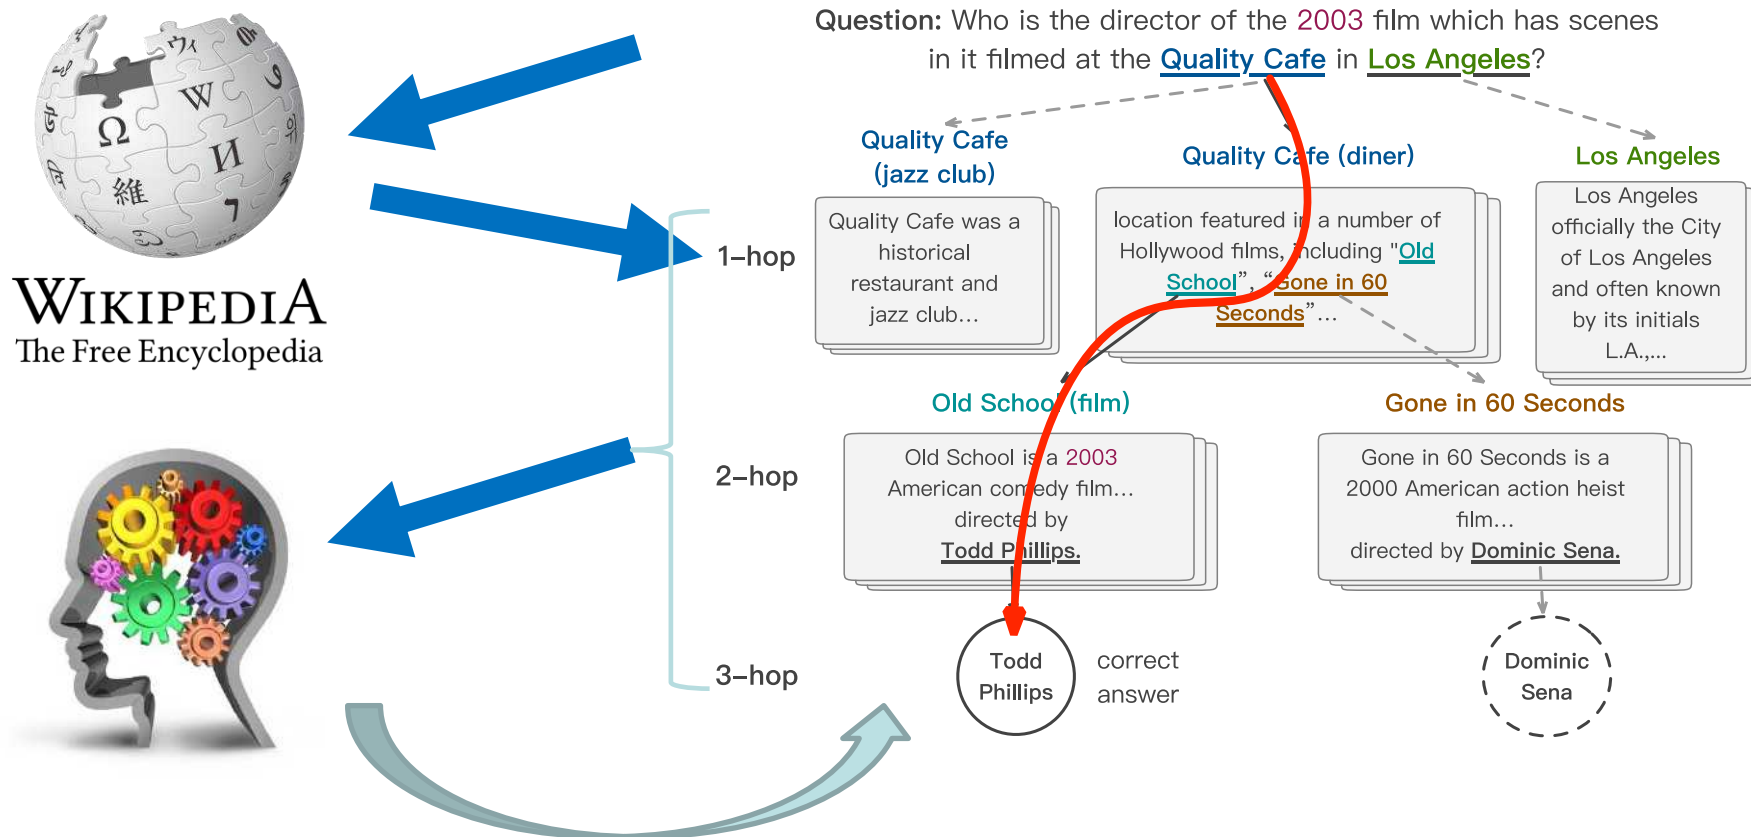 Question: Who is the director of the 2003 film which has scenes
in it filmed at the Quality Cafe in Los Angeles?
Ω
W
И
維
ウィ
WIKIPEDIA
The Free Encyclopedia
1-hop
2-hop
3-hop
Quality Cafe
(jazz club)
Quality Cafe was a
historical
restaurant and
jazz club...
Quality Cafe (diner)
location featured in a number of
Hollywood films, including "Old
School”, “Gone in 60
Seconds”...
Los Angeles
Los Angeles
officially the City
of Los Angeles
and often known
by its initials
L.A.,...
Old School (film)
Old School is a 2003
American comedy film...
directed by
Todd Phillips.
Gone in 60 Seconds
Gone in 60 Seconds is a
2000 American action heist
film...
directed by Dominic Sena.
Todd
Phillips
correct
answer
Dominic
Sena